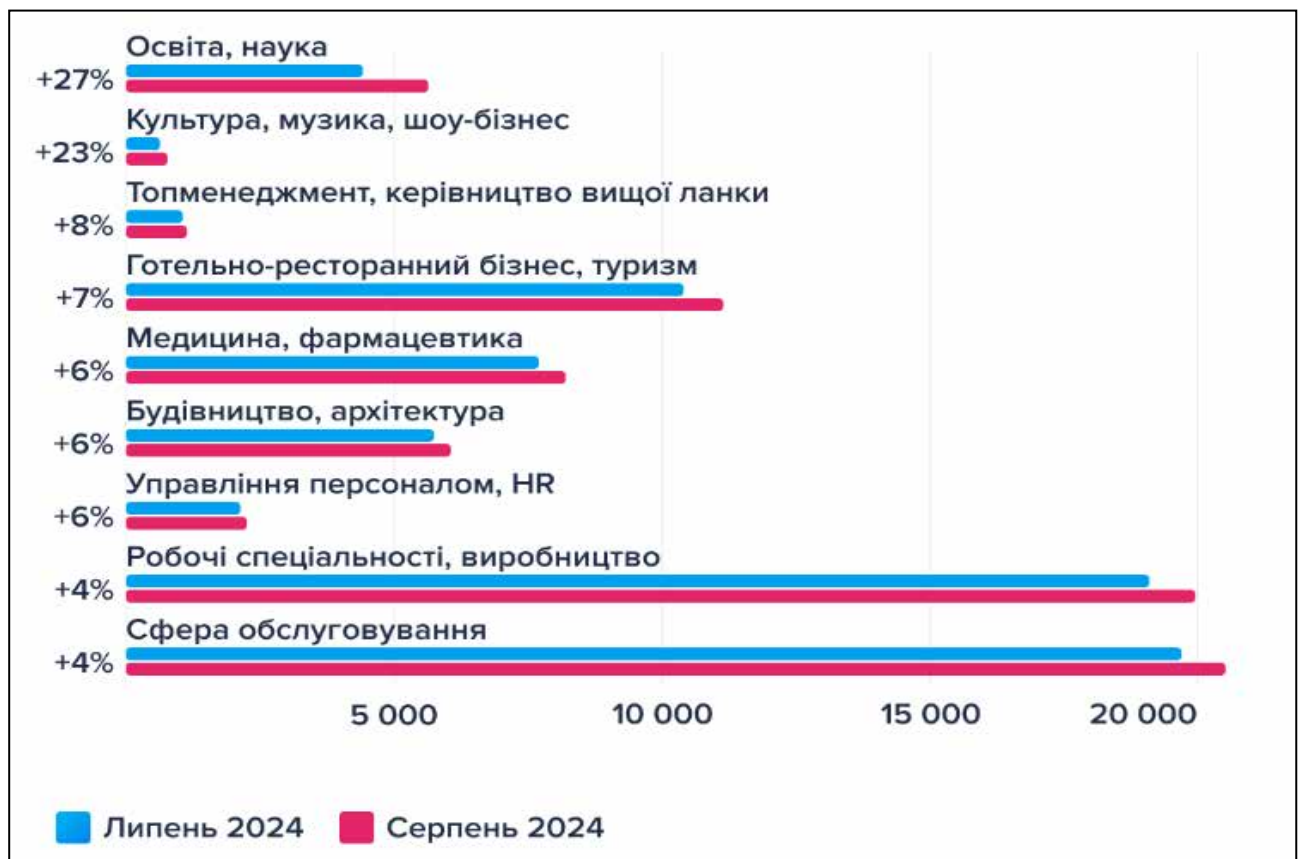 Освіта, наука
+27%
Культура, музика, шоу-бізнес
+23%
Топменеджмент, керівництво вищої ланки
+8%
Готельно-ресторанний бізнес, туризм
+7%
Медицина, фармацевтика
+6%
Будівництво, архітектура
+6%
Управління персоналом, HR
+6%
Робочі спеціальності, виробництво
+4%
Сфера обслуговування
+4%
5 000 10 000 15 000 20 000
Липень 2024 Серпень 2024